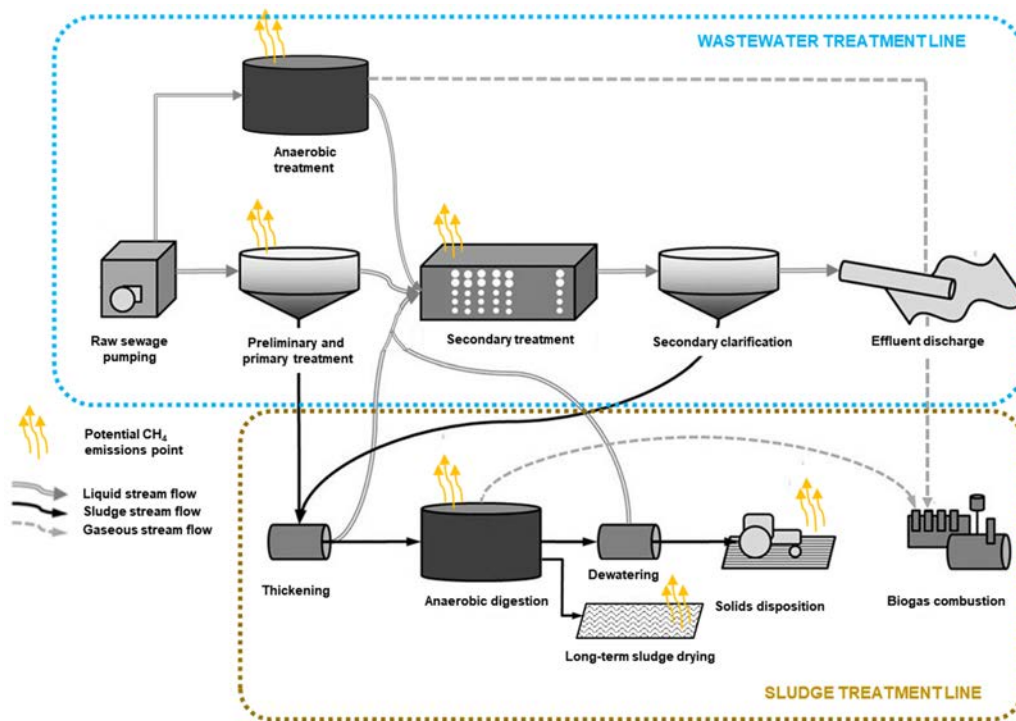 WASTEWATER TREATMENT LINE
Anaerobic
treatment
Raw sewage
pumping
Preliminary and
primary treatment
Secondary treatment
Secondary clarification
Effluent discharge
Potential CH₄
emissions point
Liquid stream flow
Sludge stream flow
Gaseous stream flow
Thickening
Anaerobic digestion
Dewatering
Solids disposition
Biogas combustion
Long-term sludge drying
SLUDGE TREATMENT LINE